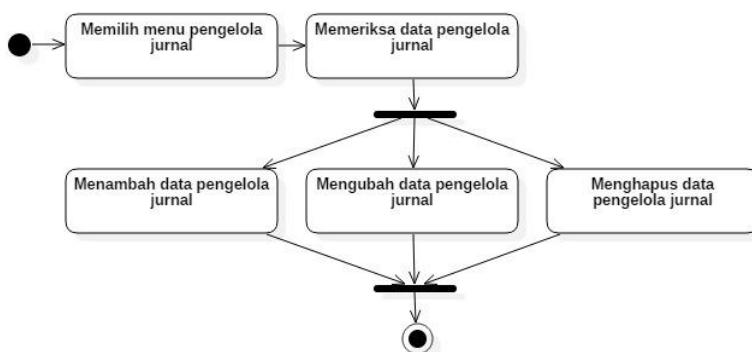 Memilih menu pengelola
jurnal
Memeriksa data pengelola
jurnal
Menambah data pengelola
jurnal
Mengubah data pengelola
jurnal
Menghapus data
pengelola jurnal